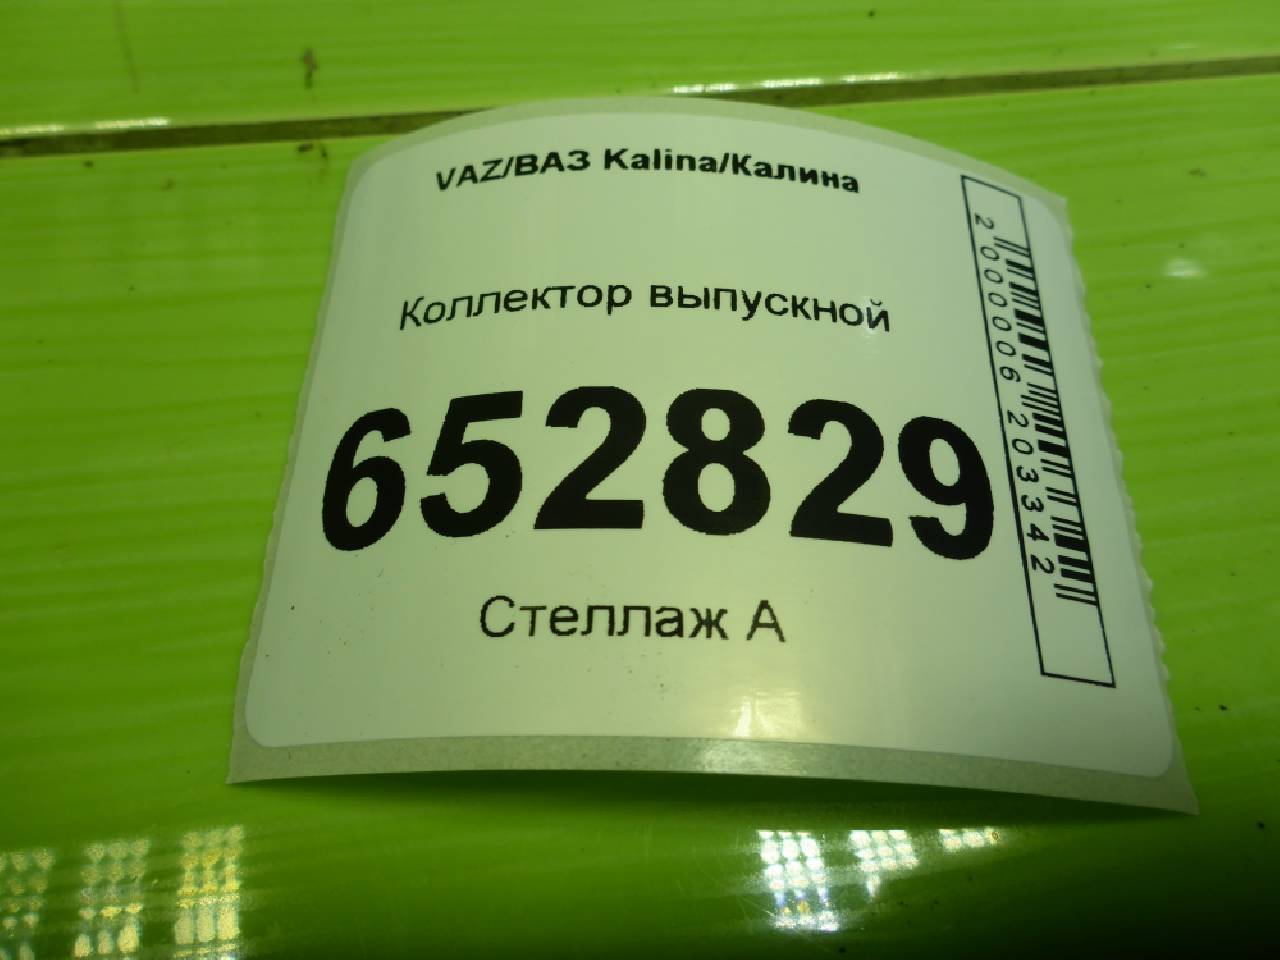 VAZ/ВАЗ Kalina/Калина
Коллектор выпускной
652829
Стеллаж А
2000006203342